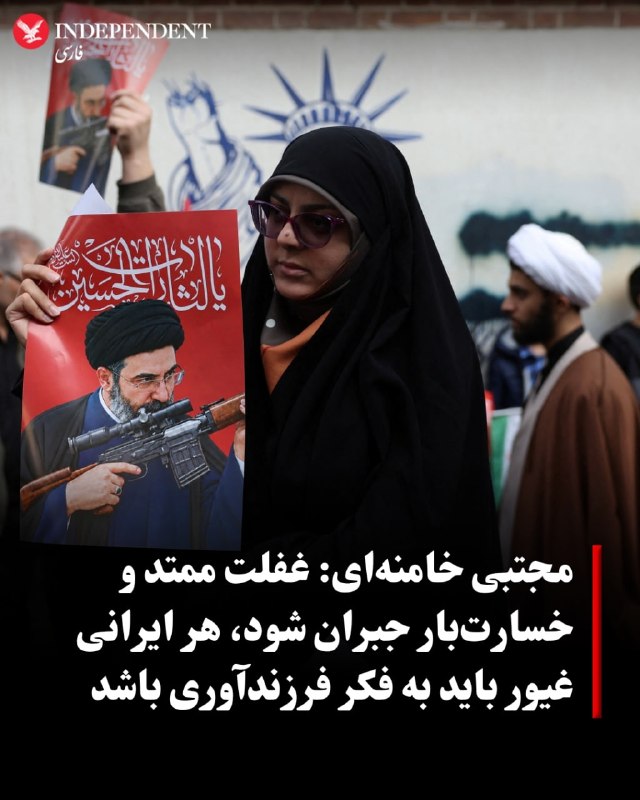 INDEPENDENT
فارسی
یا لثارات الحسین
مجتبی خامنه‌ای: غفلت ممتد و
خسارت‌بار جبران شود، هر ایرانی
غیور باید به فکر فرزندآوری باشد